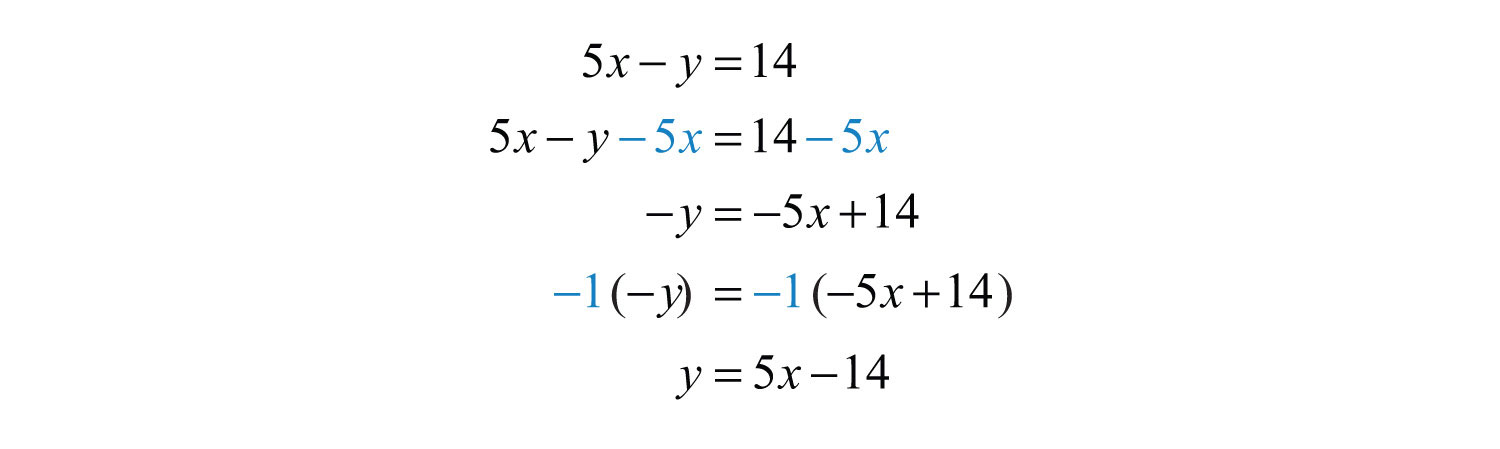 5x − y = 14
5x − y − 5x = 14 − 5x
−y = −5x + 14
−1(−y) = −1(−5x + 14)
y = 5x − 14